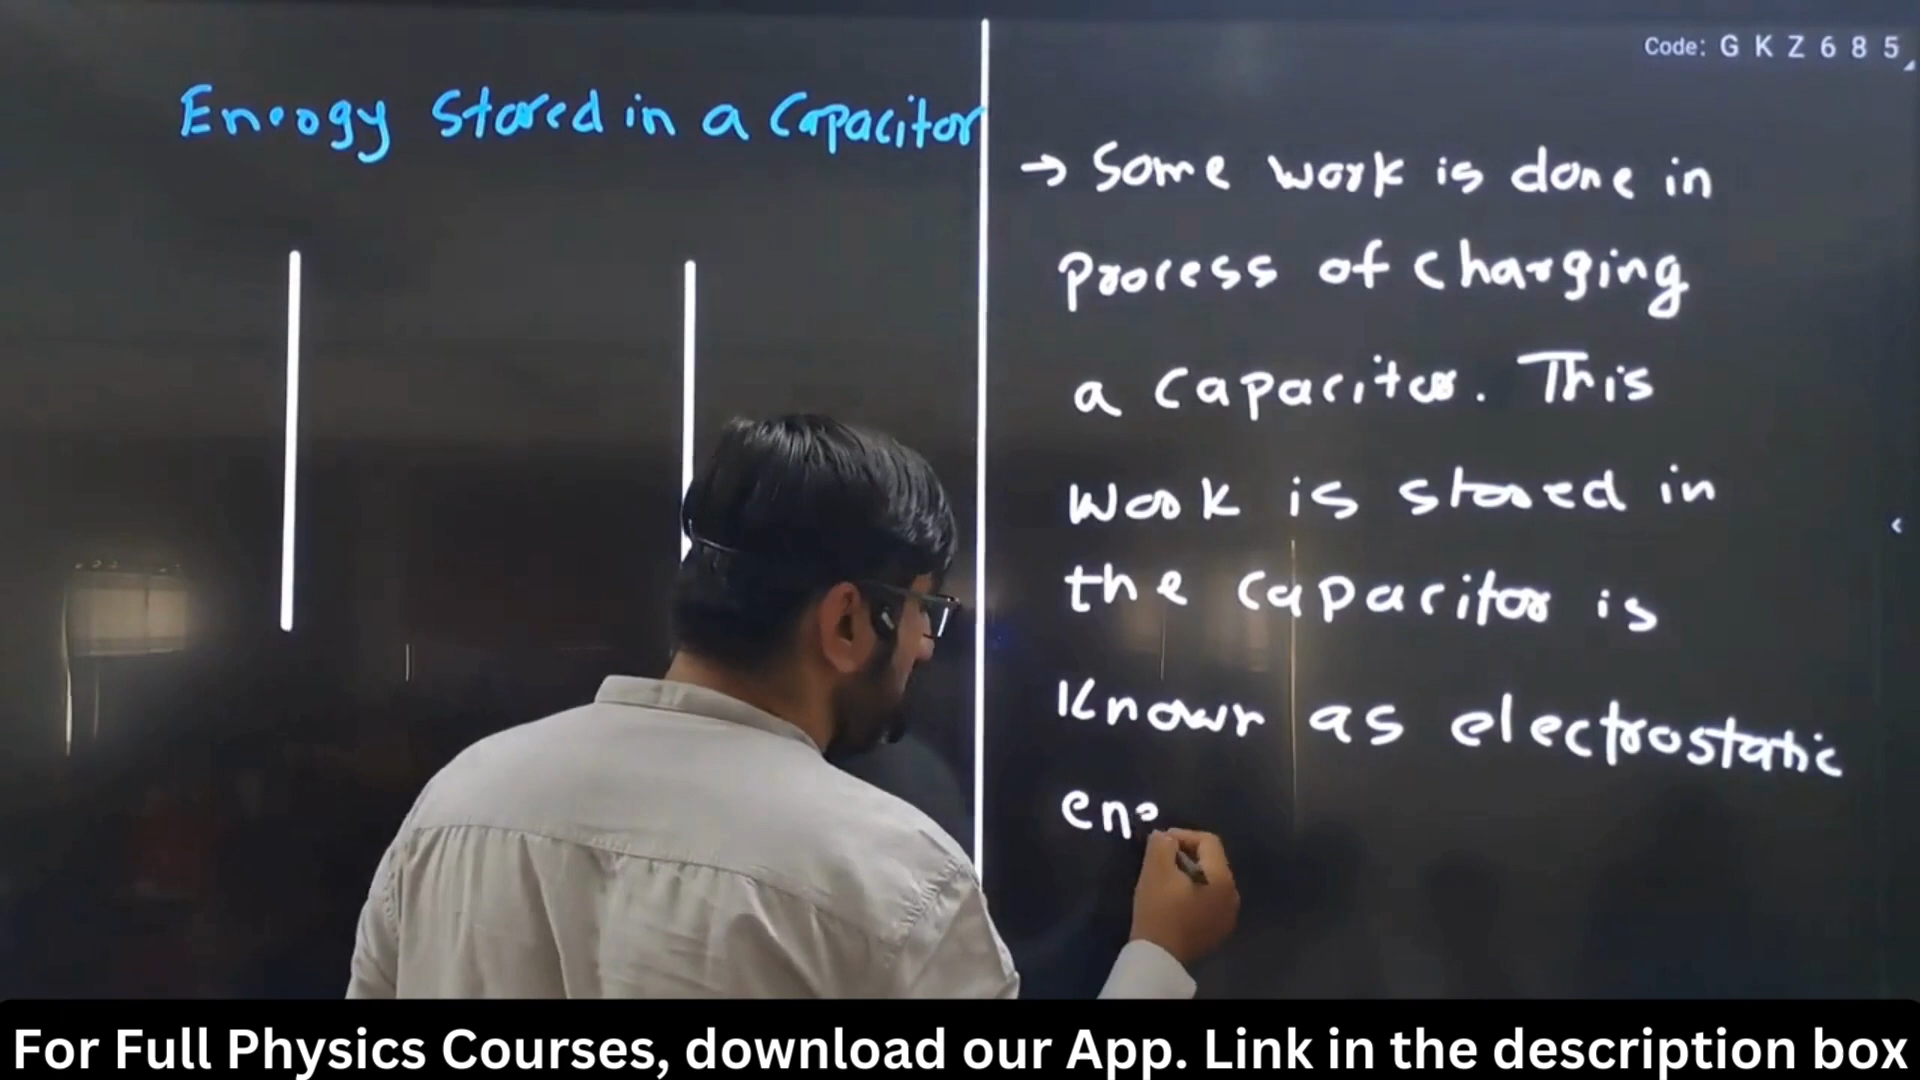 Code: G K Z 6 8 5
Energy Stored in a Capacitor
→ Some work is done in
process of charging
a capacitor. This
work is stored in
the capacitor is
Known as electrostatic
ene
For Full Physics Courses, download our App. Link in the description box